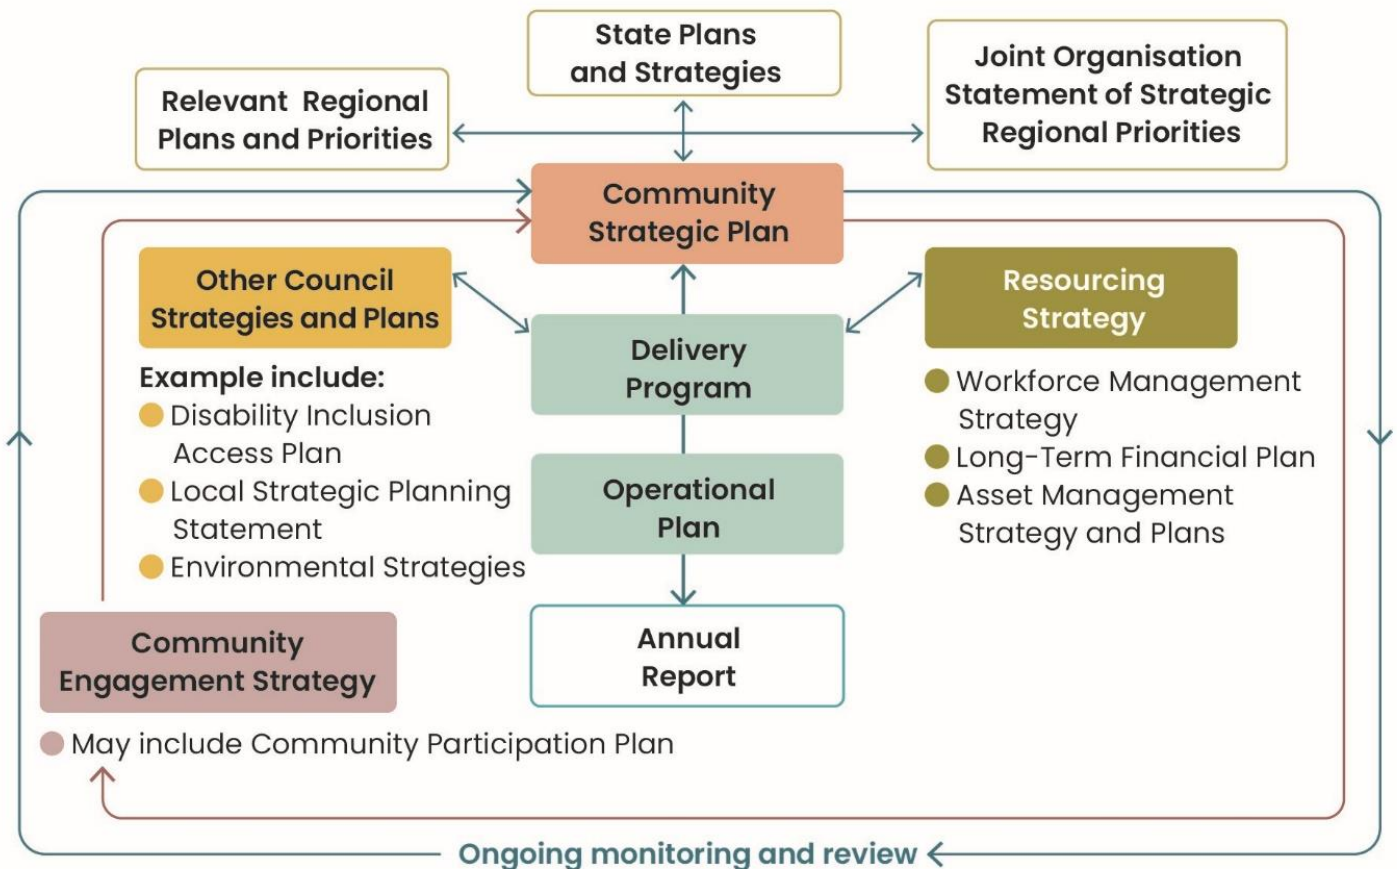 State Plans
and Strategies
Joint Organisation
Statement of Strategic
Regional Priorities
Relevant Regional
Plans and Priorities
Community
Strategic Plan
Other Council
Strategies and Plans
Example include:
Disability Inclusion
Access Plan
Local Strategic Planning
Statement
Environmental Strategies
Delivery
Program
Resourcing
Strategy
Workforce Management
Strategy
Long-Term Financial Plan
Asset Management
Strategy and Plans
Operational
Plan
Community
Engagement Strategy
May include Community Participation Plan
Annual
Report
Ongoing monitoring and review